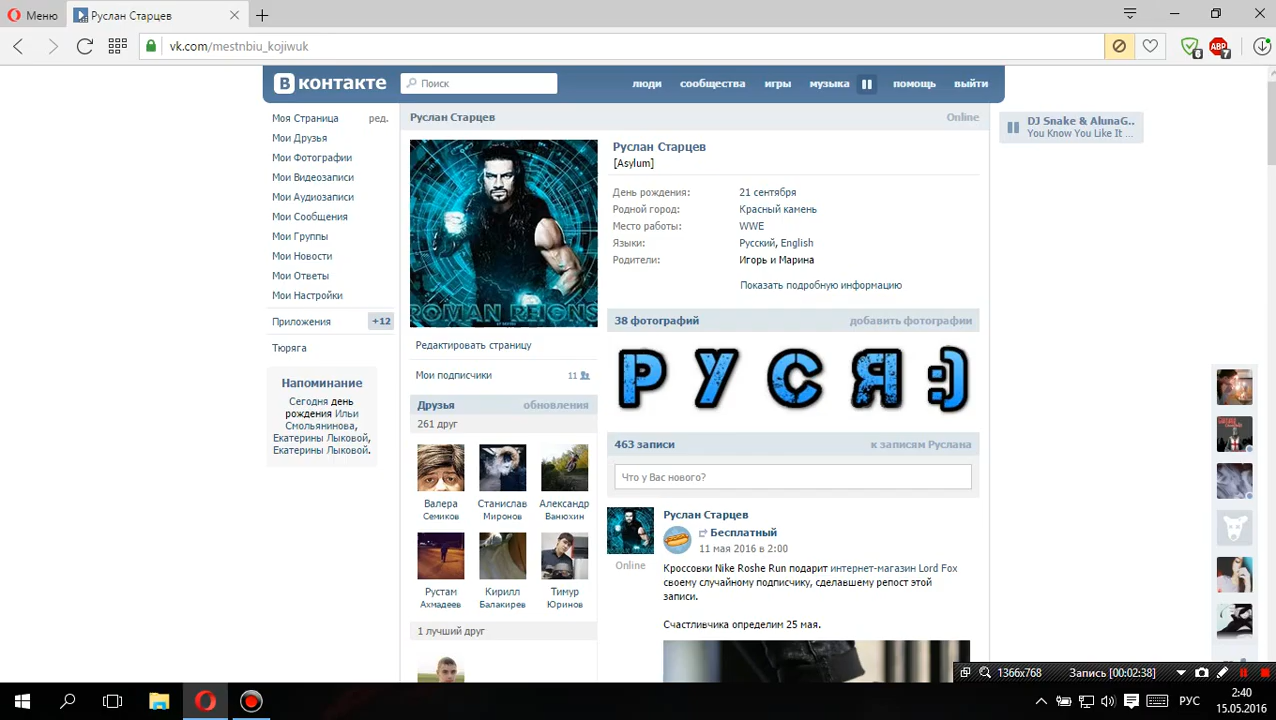 Меню
Руслан Старцев
vk.com/mestnbiu_kojiwuk
6
ABP
7
В контакте
Поиск
люди
сообщества
игры
музыка
помощь
выйти
Моя Страница
ред.
Мои Друзья
Мои Фотографии
Мои Видеозаписи
Мои Аудиозаписи
Мои Сообщения
Мои Группы
Мои Новости
Мои Ответы
Мои Настройки
Приложения
+12
Тюряга
Напоминание
Сегодня день
рождения Ильи
Смольянинова,
Екатерины Лыковой,
Екатерины Лыковой.
Руслан Старцев
Online
ROMAN REIGNS
Редактировать страницу
Мои подписчики
11
Друзья
обновления
261 друг
Валера
Семиков
Станислав
Миронов
Александр
Ванюхин
Рустам
Ахмадеев
Кирилл
Балакирев
Тимур
Юринов
1 лучший друг
Руслан Старцев
[Asylum]
День рождения:
21 сентября
Родной город:
Красный камень
Место работы:
WWE
Языки:
Русский, English
Родители:
Игорь и Марина
Показать подробную информацию
38 фотографий
добавить фотографии
Р У С Я :)
463 записи
к записям Руслана
Что у Вас нового?
Руслан Старцев
Бесплатный
11 мая 2016 в 2:00
Online
Кроссовки Nike Roshe Run подарит интернет-магазин Lord Fox
своему случайному подписчику, сделавшему репост этой
записи.
Счастливчика определим 25 мая.
DJ Snake & AlunaG..
You Know You Like It ...
1366x768
Запись [00:02:38]
РУС
2:40
15.05.2016